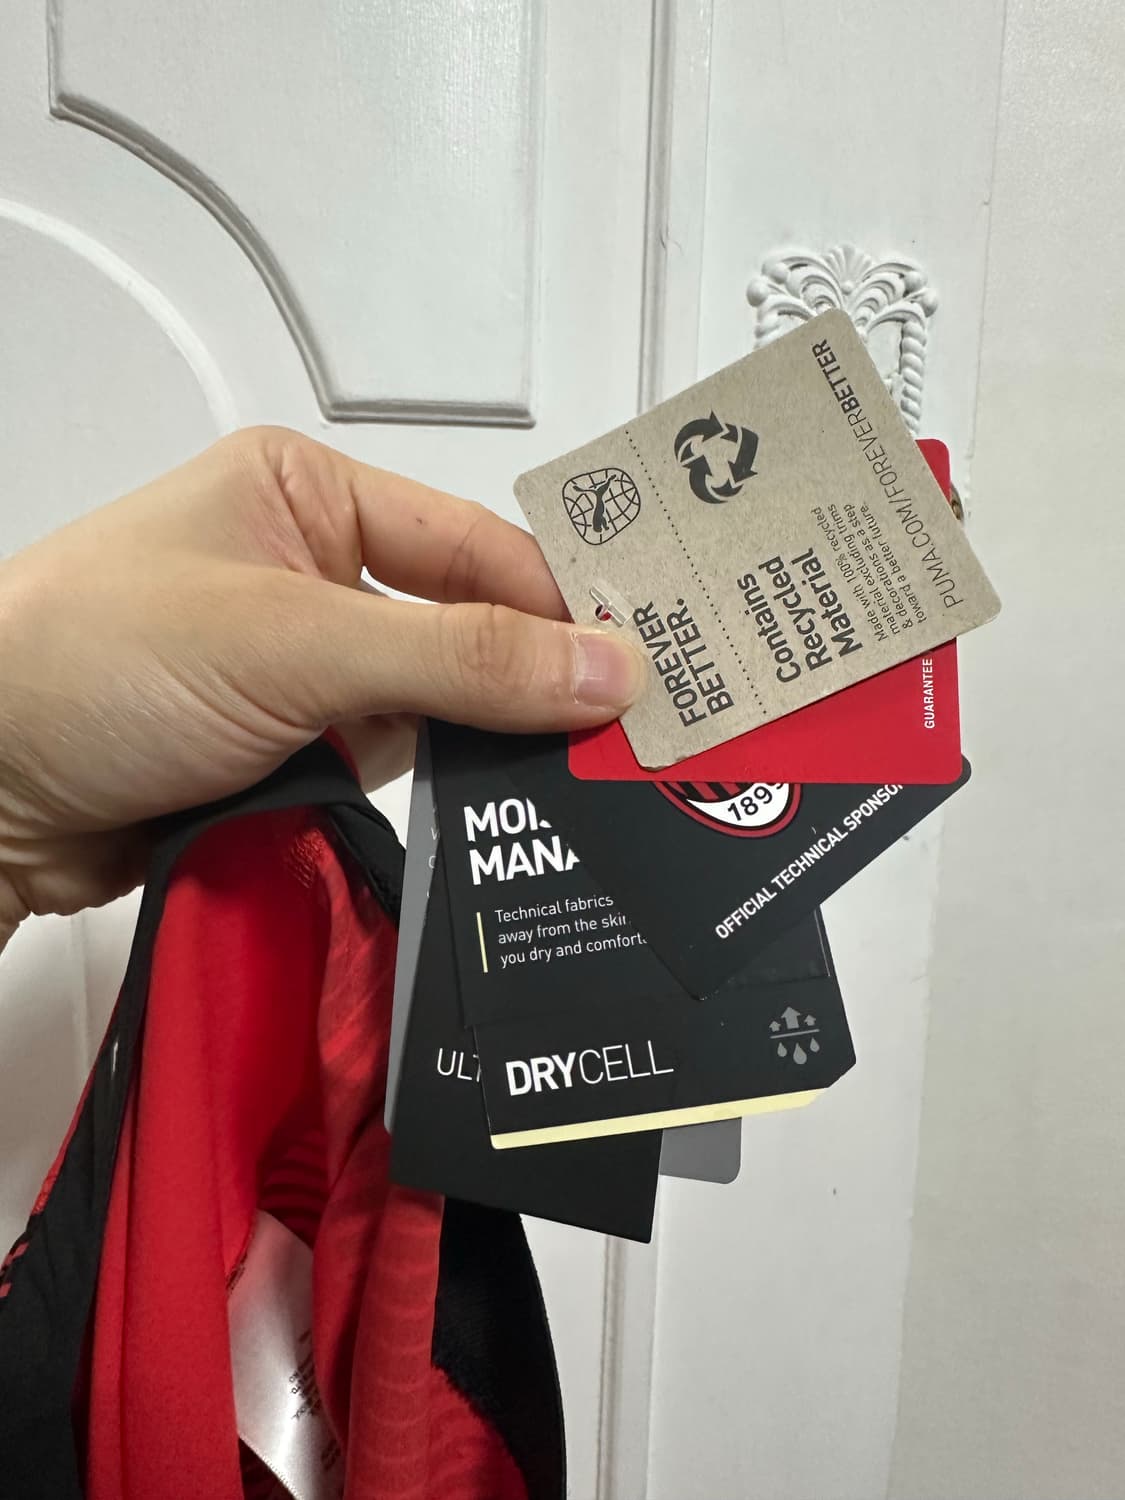 FOREVER
BETTER.
Contains
Recycled
Material
Made with 100% recycled
material excluding trims
& decorations as a step
toward a better future.
PUMA.COM/FOREVERBETTER
GUARANTEE
1899
OFFICIAL TECHNICAL SPONSO
MOI
MANA
Technical fabrics
away from the skin
you dry and comforta
DRYCELL
ULT